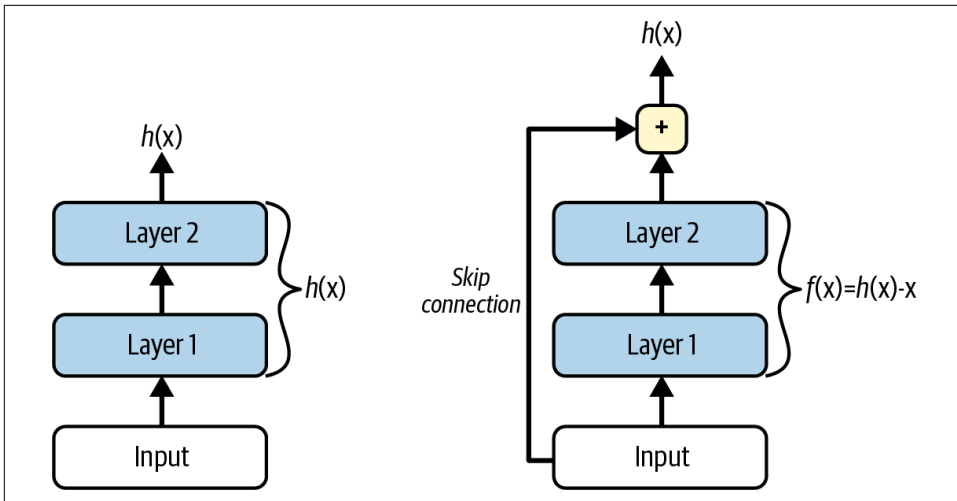 h(x)
Layer 2
Layer 1
h(x)
Input
h(x)
+
Layer 2
Layer 1
Skip
connection
f(x)=h(x)-x
Input